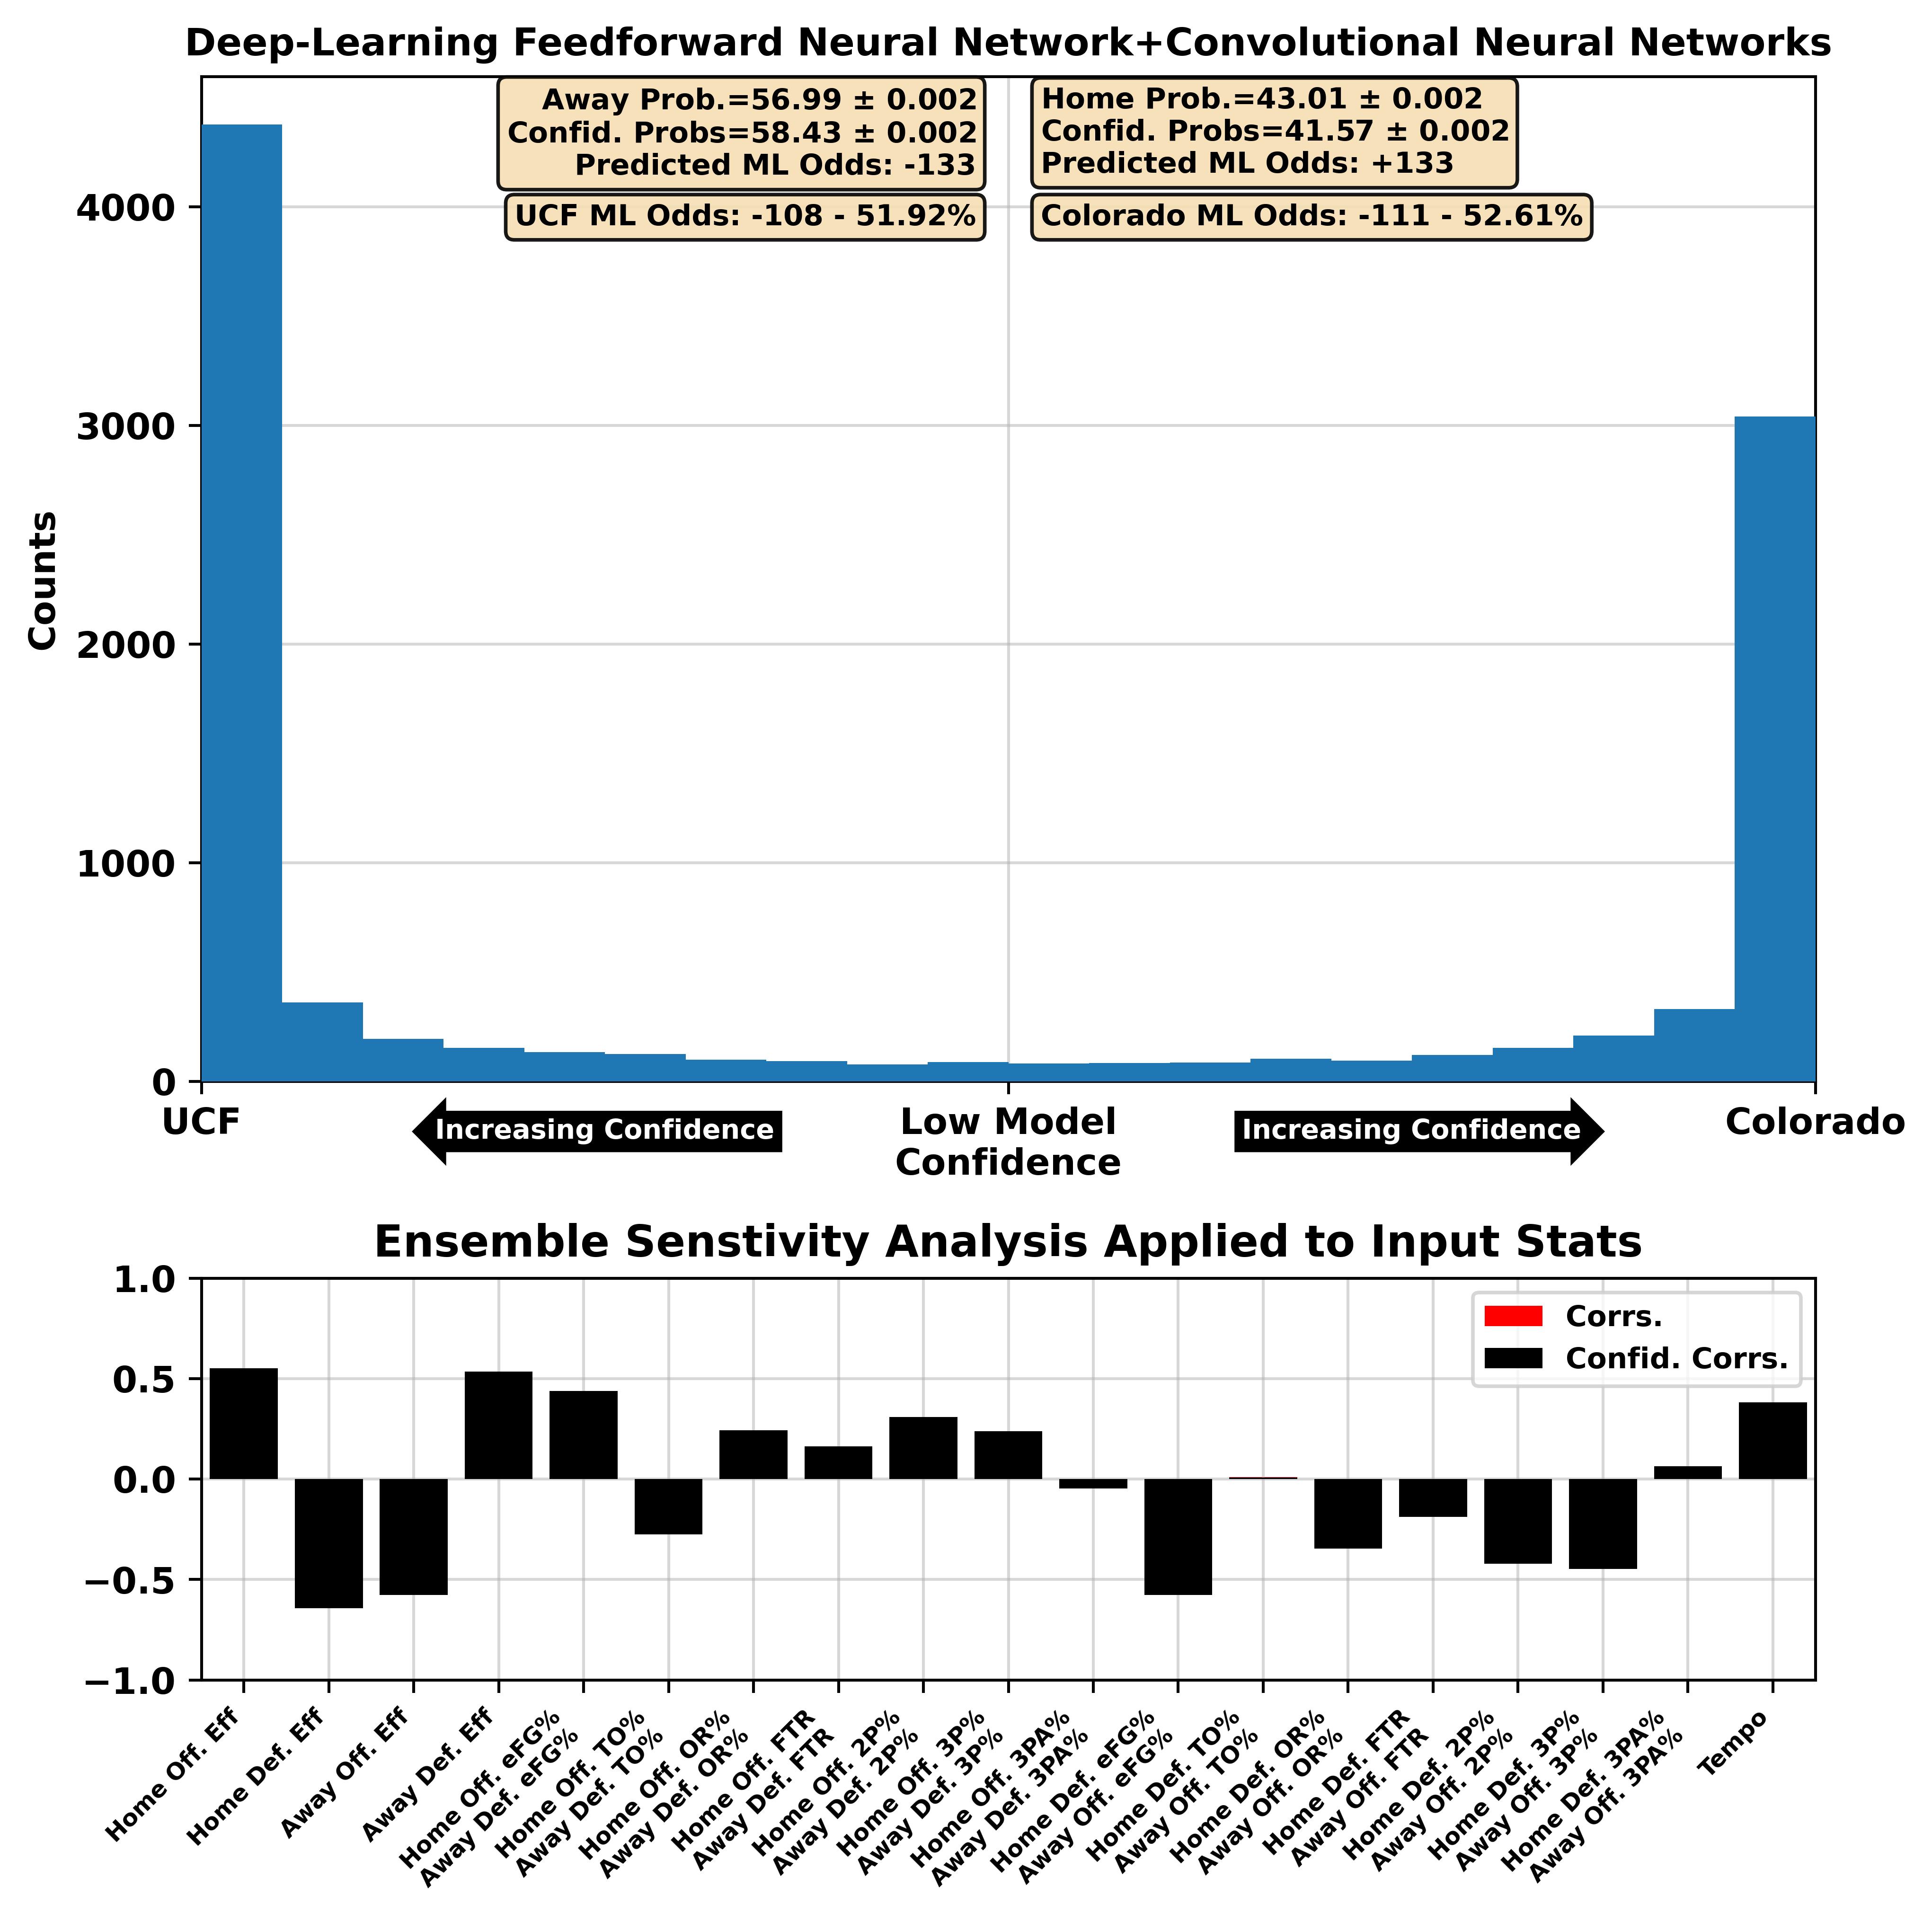 Deep-Learning Feedforward Neural Network+Convolutional Neural Networks
Away Prob.=56.99 ± 0.002
Confid. Probs=58.43 ± 0.002
Predicted ML Odds: -133
UCF ML Odds: -108 - 51.92%
Home Prob.=43.01 ± 0.002
Confid. Probs=41.57 ± 0.002
Predicted ML Odds: +133
Colorado ML Odds: -111 - 52.61%
Counts
4000
3000
2000
1000
0
UCF
Increasing Confidence
Low Model
Confidence
Increasing Confidence
Colorado
Ensemble Senstivity Analysis Applied to Input Stats
1.0
0.5
0.0
−0.5
−1.0
Corrs.
Confid. Corrs.
Home Off. Eff
Home Def. Eff
Away Off. Eff
Away Def. Eff
Home Off. eFG%
Away Def. eFG%
Home Off. TO%
Away Def. TO%
Home Off. OR%
Away Def. OR%
Home Off. FTR
Away Def. FTR
Home Off. 2P%
Away Def. 2P%
Home Off. 3P%
Away Def. 3P%
Home Off. 3PA%
Away Def. 3PA%
Home Def. eFG%
Away Off. eFG%
Home Def. TO%
Away Off. TO%
Home Def. OR%
Away Off. OR%
Home Def. FTR
Away Off. FTR
Home Def. 2P%
Away Off. 2P%
Home Def. 3P%
Away Off. 3P%
Home Def. 3PA%
Away Off. 3PA%
Tempo